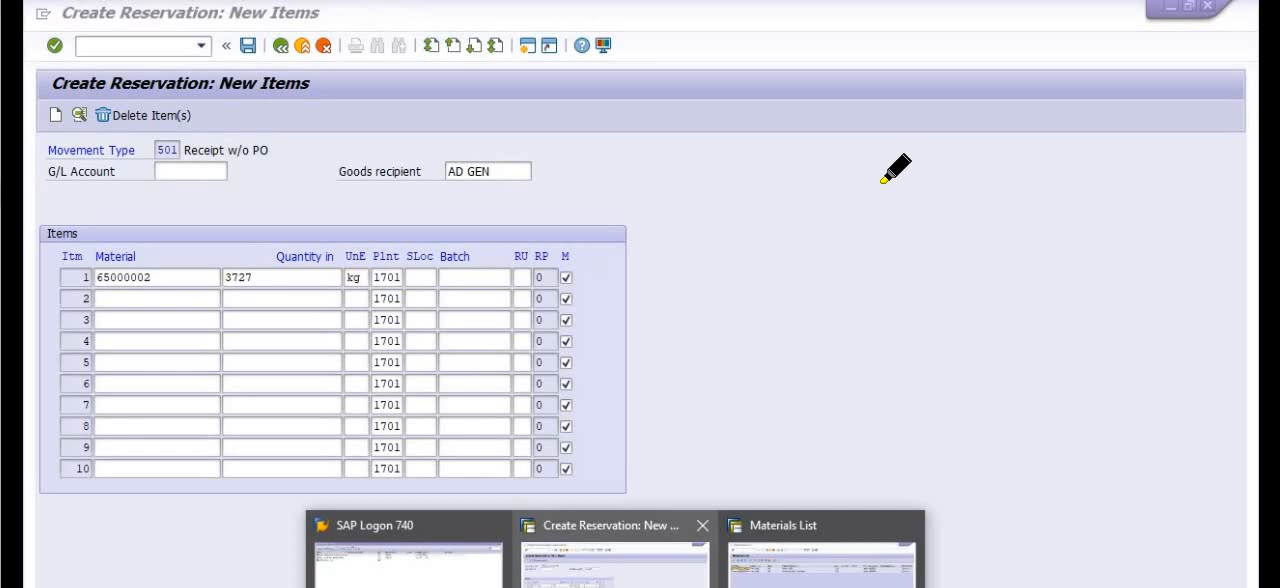 Create Reservation: New Items
«
Create Reservation: New Items
Delete Item(s)
Movement Type 501 Receipt w/o PO
G/L Account Goods recipient AD GEN
Items
Itm Material Quantity in UnE Plnt SLoc Batch RU RP M
1 65000002 3727 kg 1701 0
2 1701 0
3 1701 0
4 1701 0
5 1701 0
6 1701 0
7 1701 0
8 1701 0
9 1701 0
10 1701 0
SAP Logon 740 Create Reservation: New ... Materials List